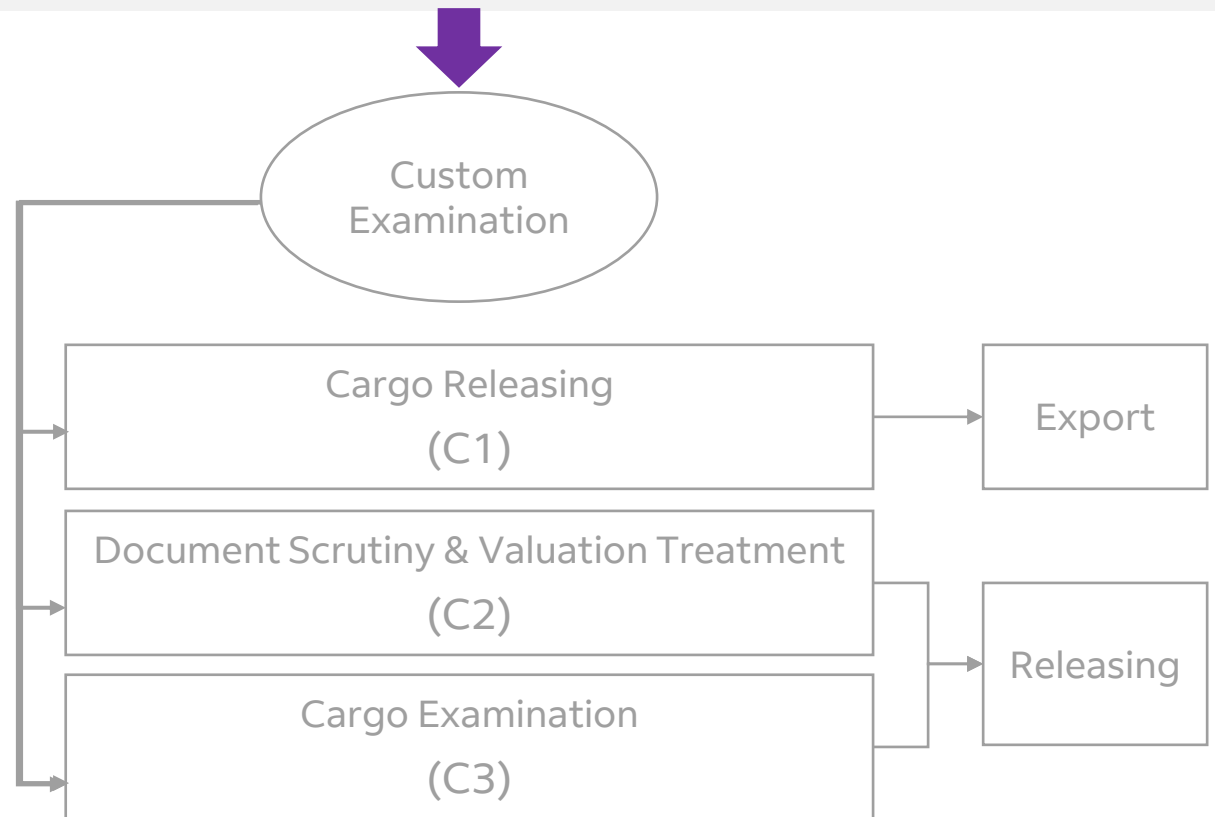 Custom
Examination
Cargo Releasing
(C1)
Export
Document Scrutiny & Valuation Treatment
(C2)
Releasing
Cargo Examination
(C3)